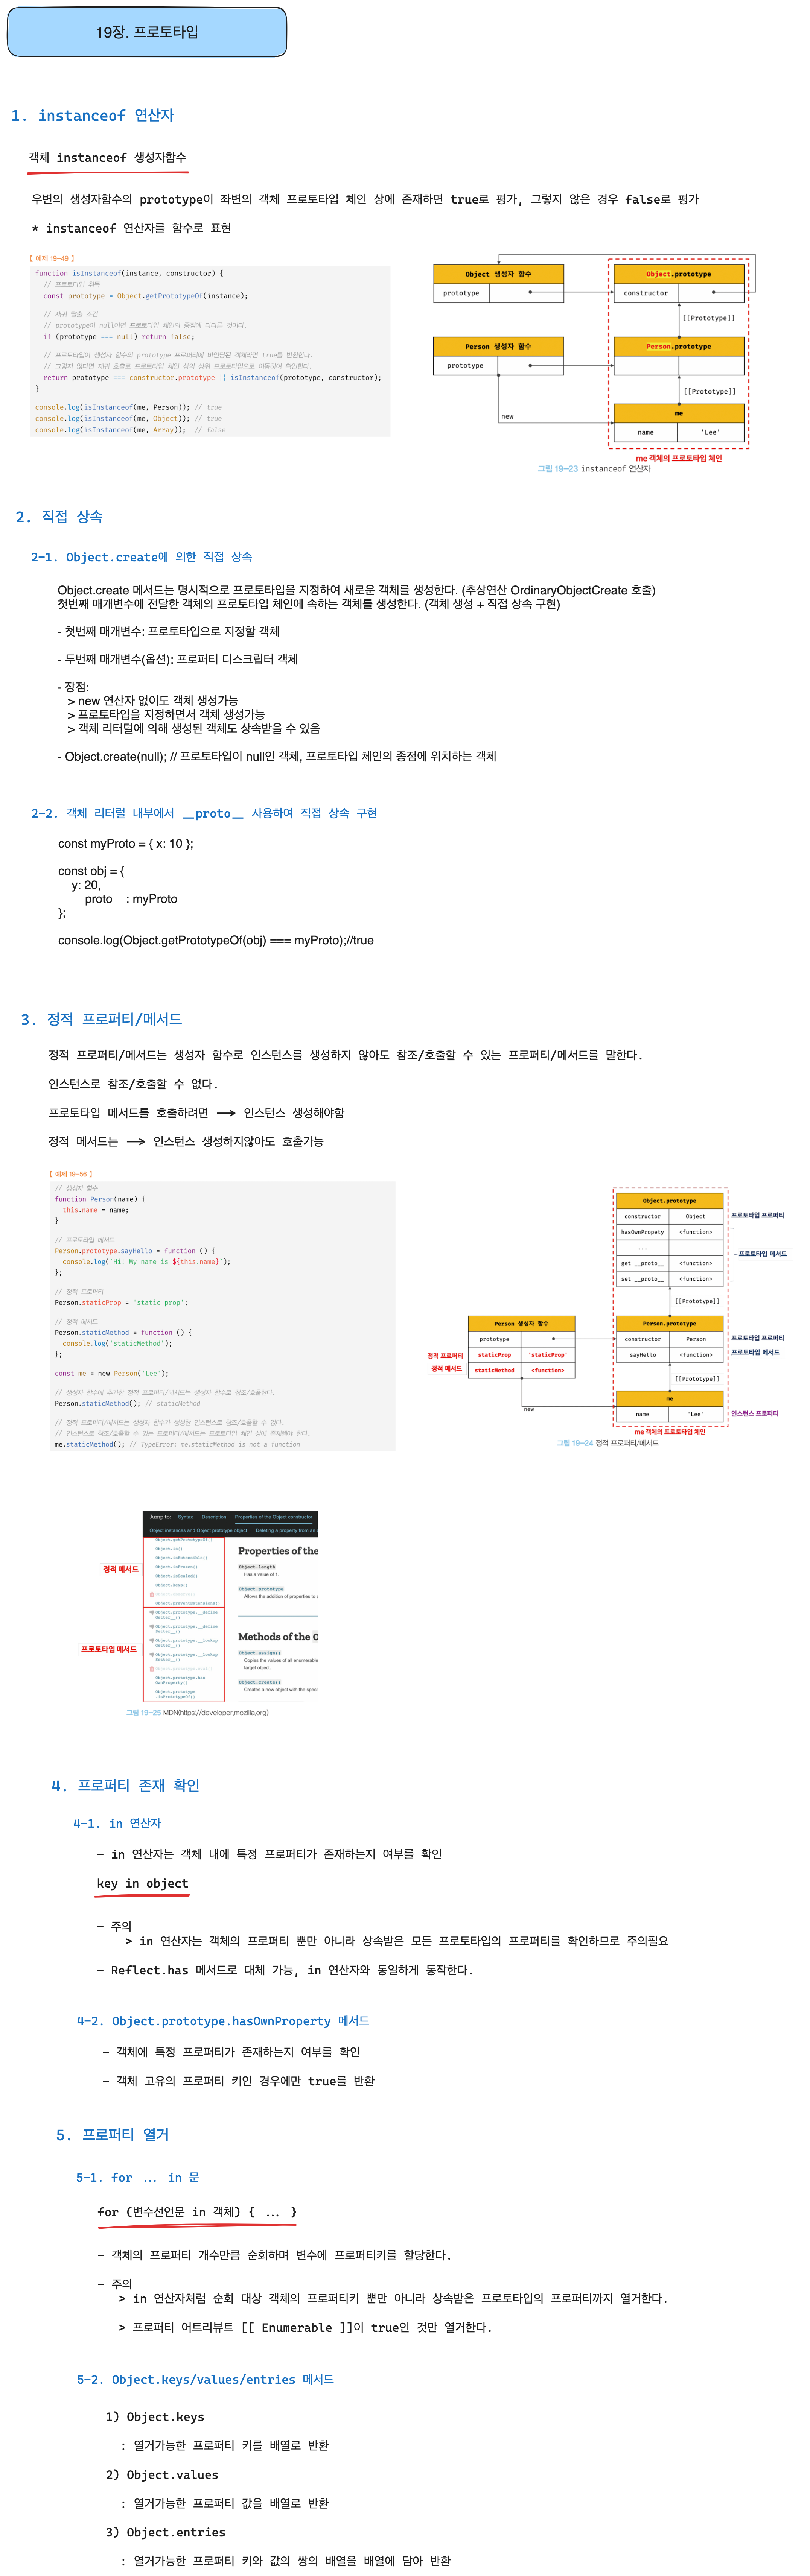 19장. 프로토타입
1. instanceof 연산자
객체 instanceof 생성자함수
우변의 생성자함수의 prototype이 좌변의 객체 프로토타입 체인 상에 존재하면 true로 평가, 그렇지 않은 경우 false로 평가
* instanceof 연산자를 함수로 표현
【 예제 19-49 】
function isInstanceof(instance, constructor) {
// 프로토타입 취득
const prototype = Object.getPrototypeOf(instance);
// 재귀 탈출 조건
// prototype이 null이면 프로토타입 체인의 종점에 다다른 것이다.
if (prototype === null) return false;
// 프로토타입이 생성자 함수의 prototype 프로퍼티에 바인딩된 객체라면 true를 반환한다.
// 그렇지 않다면 재귀 호출로 프로토타입 체인 상의 상위 프로토타입으로 이동하여 확인한다.
return prototype === constructor.prototype || isInstanceof(prototype, constructor);
}
console.log(isInstanceof(me, Person)); // true
console.log(isInstanceof(me, Object)); // true
console.log(isInstanceof(me, Array)); // false
Object 생성자 함수
prototype
Object.prototype
constructor
[[Prototype]]
Person 생성자 함수
prototype
Person.prototype
[[Prototype]]
new
me
name 'Lee'
me 객체의 프로토타입 체인
그림 19-23 instanceof 연산자
2. 직접 상속
2-1. Object.create에 의한 직접 상속
Object.create 메서드는 명시적으로 프로토타입을 지정하여 새로운 객체를 생성한다. (추상연산 OrdinaryObjectCreate 호출)
첫번째 매개변수에 전달한 객체의 프로토타입 체인에 속하는 객체를 생성한다. (객체 생성 + 직접 상속 구현)
- 첫번째 매개변수: 프로토타입으로 지정할 객체
- 두번째 매개변수(옵션): 프로퍼티 디스크립터 객체
- 장점:
> new 연산자 없이도 객체 생성가능
> 프로토타입을 지정하면서 객체 생성가능
> 객체 리터럴에 의해 생성된 객체도 상속받을 수 있음
- Object.create(null); // 프로토타입이 null인 객체, 프로토타입 체인의 종점에 위치하는 객체
2-2. 객체 리터럴 내부에서 __proto__ 사용하여 직접 상속 구현
const myProto = { x: 10 };
const obj = {
y: 20,
__proto__: myProto
};
console.log(Object.getPrototypeOf(obj) === myProto);//true
3. 정적 프로퍼티/메서드
정적 프로퍼티/메서드는 생성자 함수로 인스턴스를 생성하지 않아도 참조/호출할 수 있는 프로퍼티/메서드를 말한다.
인스턴스로 참조/호출할 수 없다.
프로토타입 메서드를 호출하려면 --> 인스턴스 생성해야함
정적 메서드는 --> 인스턴스 생성하지않아도 호출가능
【 예제 19-56 】
// 생성자 함수
function Person(name) {
this.name = name;
}
// 프로토타입 메서드
Person.prototype.sayHello = function () {
console.log(`Hi! My name is ${this.name}`);
};
// 정적 프로퍼티
Person.staticProp = 'static prop';
// 정적 메서드
Person.staticMethod = function () {
console.log('staticMethod');
};
const me = new Person('Lee');
// 생성자 함수에 추가한 정적 프로퍼티/메서드는 생성자 함수로 참조/호출한다.
Person.staticMethod(); // staticMethod
// 정적 프로퍼티/메서드는 생성자 함수가 생성한 인스턴스로 참조/호출할 수 없다.
// 인스턴스로 참조/호출할 수 있는 프로퍼티/메서드는 프로토타입 체인 상에 존재해야 한다.
me.staticMethod(); // TypeError: me.staticMethod is not a function
Object.prototype
constructor Object 프로토타입 프로퍼티
hasOwnPropety <function>
...
프로토타입 메서드
get __proto__ <function>
set __proto__ <function>
[[Prototype]]
Person 생성자 함수
prototype
정적 프로퍼티 staticProp 'staticProp'
정적 메서드 staticMethod <function>
Person.prototype
constructor Person 프로토타입 프로퍼티
sayHello <function> 프로토타입 메서드
[[Prototype]]
new
me
name 'Lee' 인스턴스 프로퍼티
me 객체의 프로토타입 체인
그림 19-24 정적 프로퍼티/메서드
Jump to: Syntax Description Properties of the Object constructor
Object instances and Object prototype object Deleting a property from an
정적 메서드
Object.getPrototypeOf()
Object.is()
Object.isExtensible()
Object.isFrozen()
Object.isSealed()
Object.keys()
Object.preventExtensions()
프로토타입 메서드
Object.prototype.__define
Getter__()
Object.prototype.__define
Setter__()
Object.prototype.__lookup
Getter__()
Object.prototype.__lookup
Setter__()
Object.prototype.has
OwnProperty()
Object.prototype
.isPrototypeOf()
Properties of the
Object.length
Has a value of 1.
Object.prototype
Allows the addition of properties to
Methods of the O
Object.assign()
Copies the values of all enumerable
target object.
Object.create()
Creates a new object with the speci
그림 19-25 MDN(https://developer.mozilla.org)
4. 프로퍼티 존재 확인
4-1. in 연산자
- in 연산자는 객체 내에 특정 프로퍼티가 존재하는지 여부를 확인
key in object
- 주의
> in 연산자는 객체의 프로퍼티 뿐만 아니라 상속받은 모든 프로토타입의 프로퍼티를 확인하므로 주의필요
- Reflect.has 메서드로 대체 가능, in 연산자와 동일하게 동작한다.
4-2. Object.prototype.hasOwnProperty 메서드
- 객체에 특정 프로퍼티가 존재하는지 여부를 확인
- 객체 고유의 프로퍼티 키인 경우에만 true를 반환
5. 프로퍼티 열거
5-1. for ... in 문
for (변수선언문 in 객체) { ... }
- 객체의 프로퍼티 개수만큼 순회하며 변수에 프로퍼티키를 할당한다.
- 주의
> in 연산자처럼 순회 대상 객체의 프로퍼티키 뿐만 아니라 상속받은 프로토타입의 프로퍼티까지 열거한다.
> 프로퍼티 어트리뷰트 [[ Enumerable ]]이 true인 것만 열거한다.
5-2. Object.keys/values/entries 메서드
1) Object.keys
: 열거가능한 프로퍼티 키를 배열로 반환
2) Object.values
: 열거가능한 프로퍼티 값을 배열로 반환
3) Object.entries
: 열거가능한 프로퍼티 키와 값의 쌍의 배열을 배열에 담아 반환